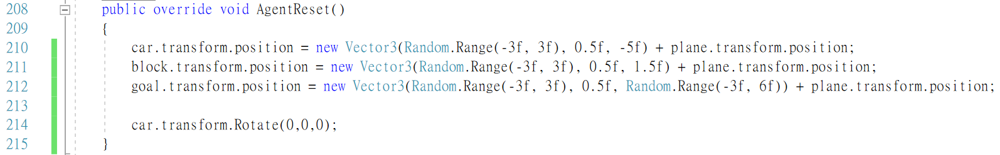 208 public override void AgentReset()
209 {
210 car.transform.position = new Vector3(Random.Range(-3f, 3f), 0.5f, -5f) + plane.transform.position;
211 block.transform.position = new Vector3(Random.Range(-3f, 3f), 0.5f, 1.5f) + plane.transform.position;
212 goal.transform.position = new Vector3(Random.Range(-3f, 3f), 0.5f, Random.Range(-3f, 6f)) + plane.transform.position;
213
214 car.transform.Rotate(0,0,0);
215 }